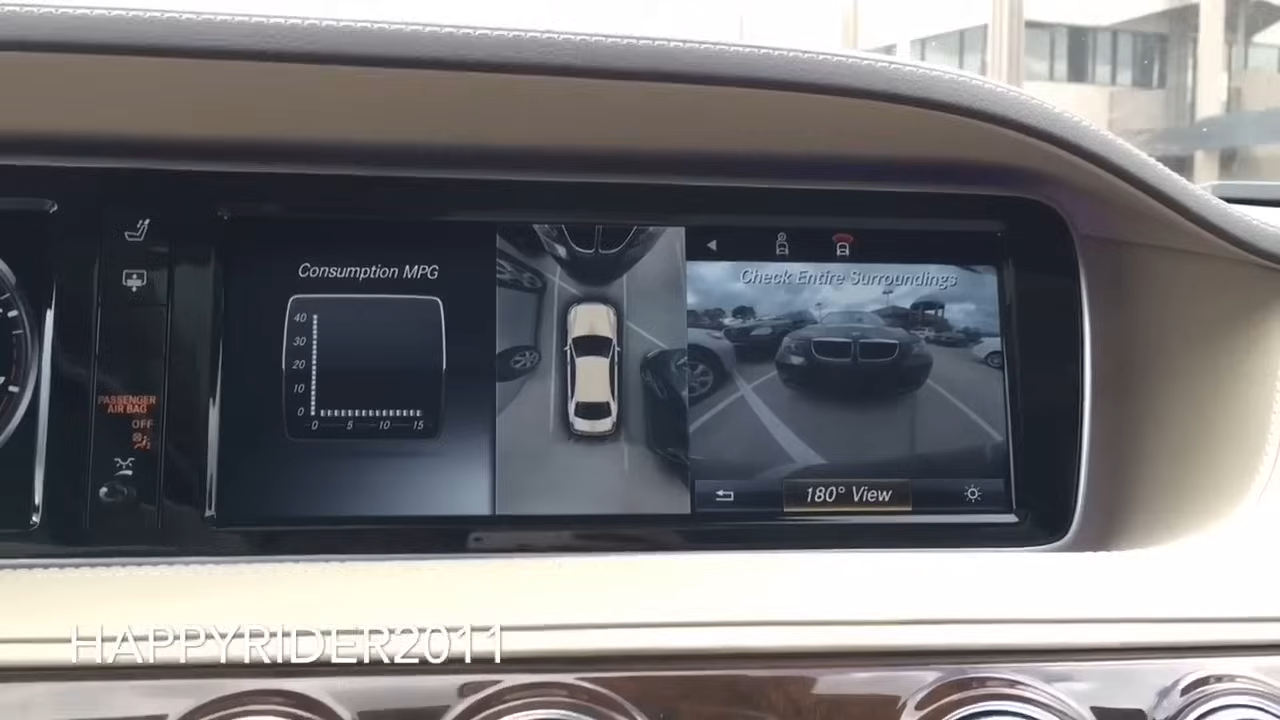 Consumption MPG
40
30
20
10
0
0 5 10 15
Check Entire Surroundings
180° View
PASSENGER
AIR BAG
OFF
HAPPYRIDER2011